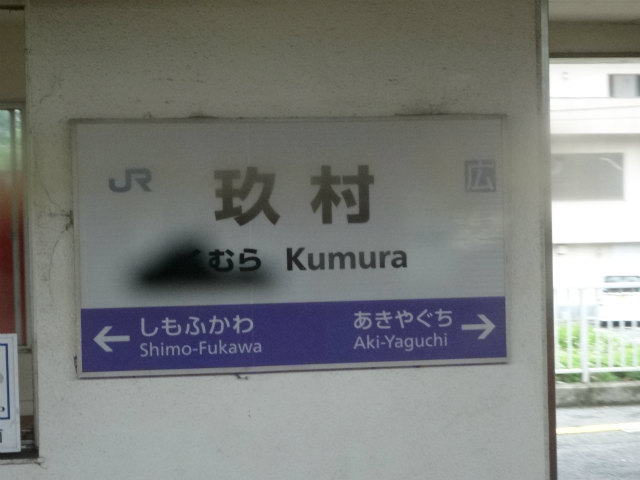 JR 玖村 広
くむら Kumura
しもふかわ あきやぐち
Shimo-Fukawa Aki-Yaguchi